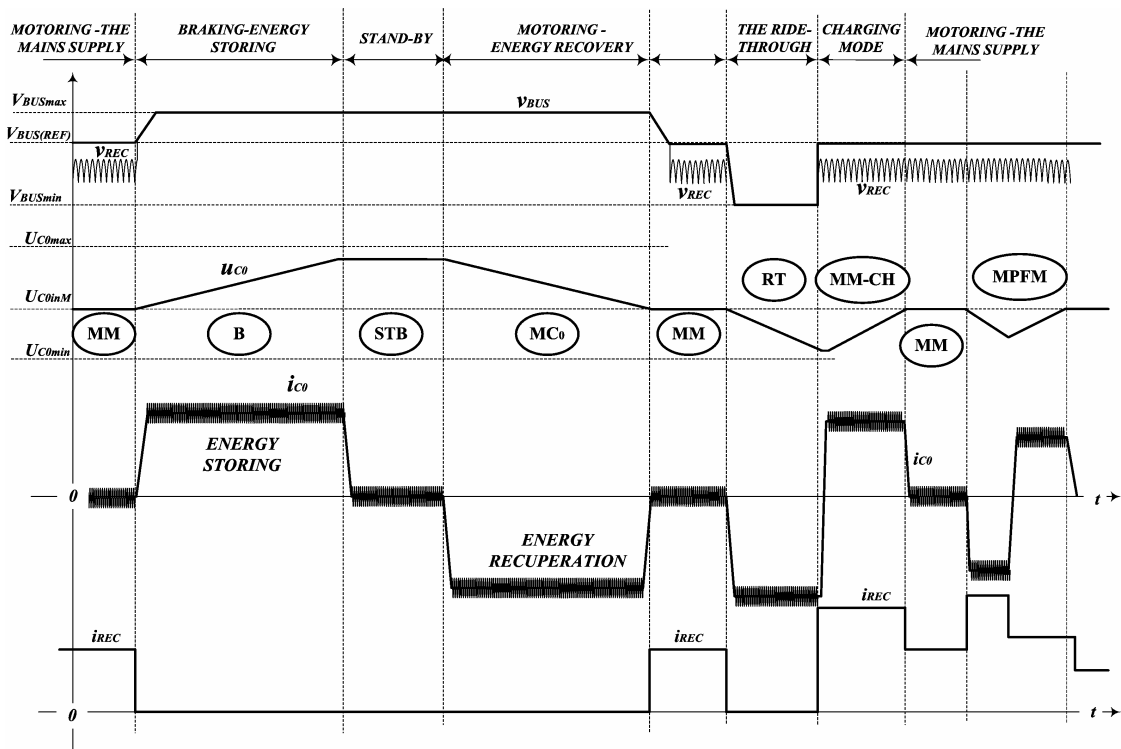 MOTORING -THE MAINS SUPPLY
BRAKING-ENERGY STORING
STAND-BY
MOTORING - ENERGY RECOVERY
THE RIDE-THROUGH
CHARGING MODE
MOTORING -THE MAINS SUPPLY
VBUSmax
vBUS
VBUS(REF)
vREC
vREC
vREC
VBUSmin
UC0max
uC0
UC0inM
RT
MM-CH
MPFM
MM
B
STB
MC0
MM
MM
UC0min
iC0
ENERGY STORING
iC0
0
t
ENERGY RECUPERATION
iREC
iREC
iREC
0
t